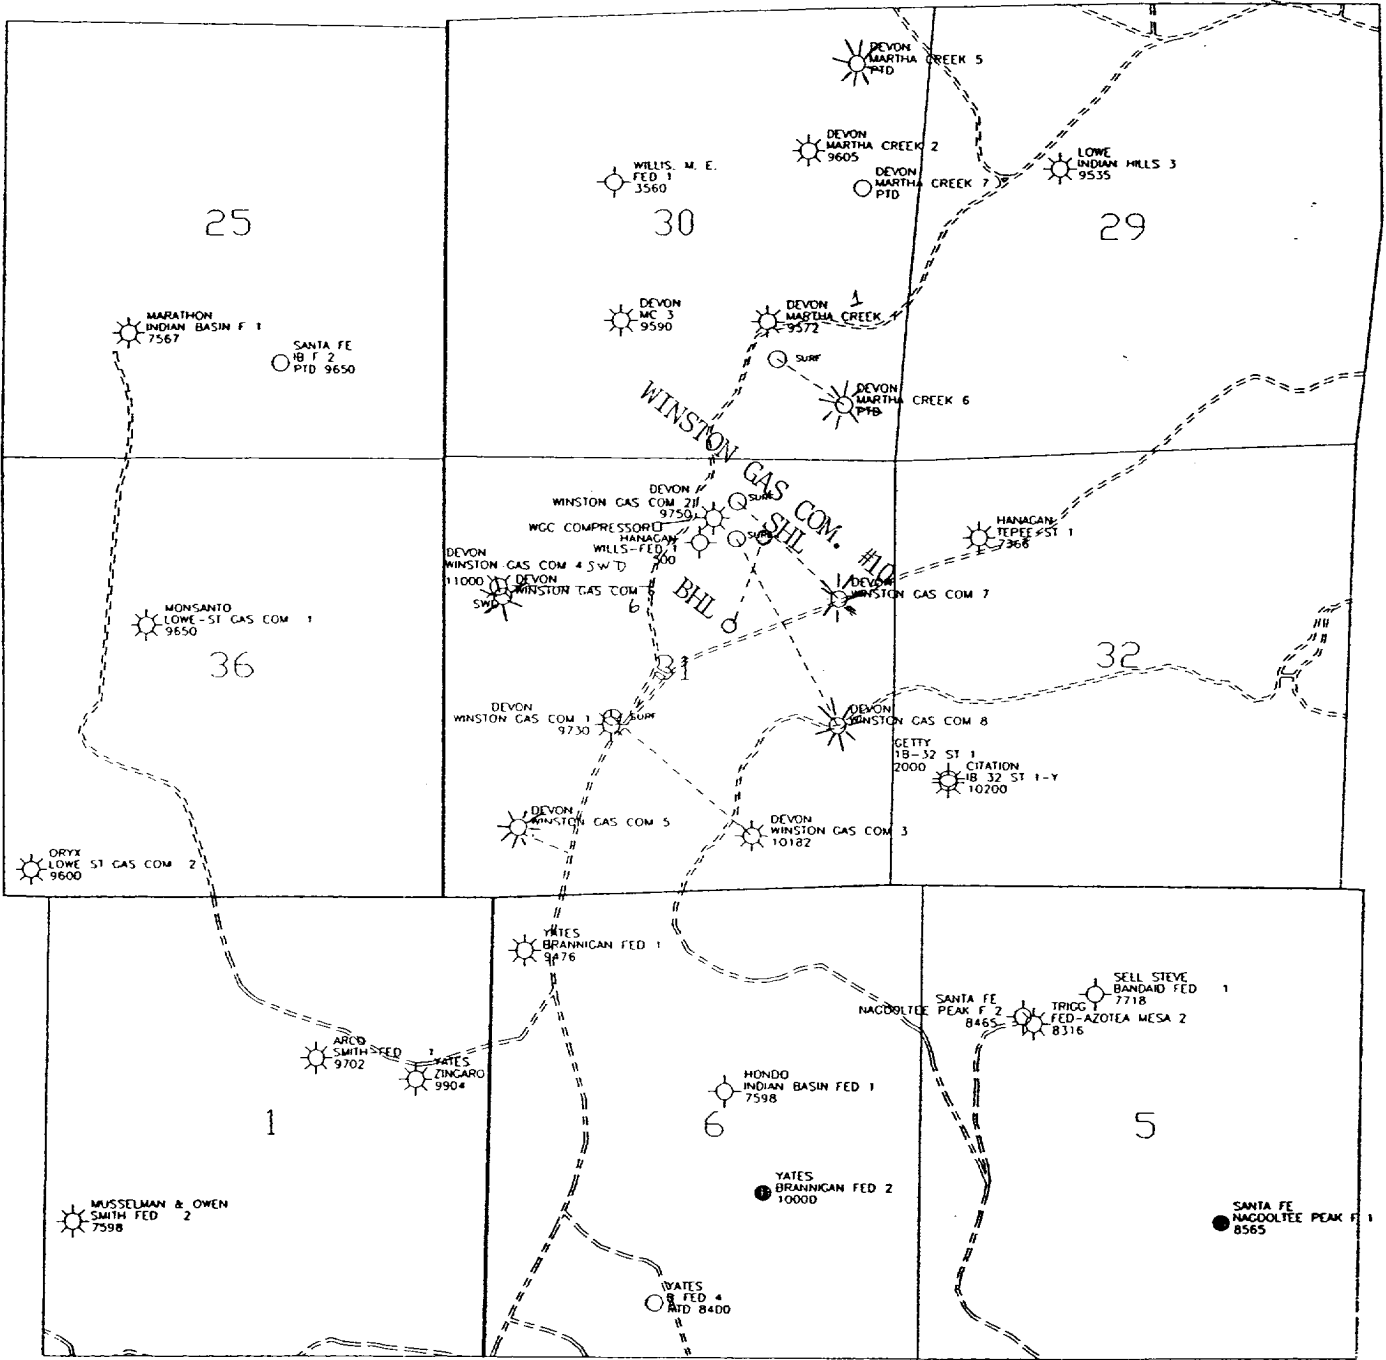 DEVON
MARTHA CREEK 5
PTD
DEVON
MARTHA CREEK 2
9605
LOWE
INDIAN HILLS 3
9535
WILLIS, M. E.
FED 1
3560
DEVON
MARTHA CREEK 7
PTD
25
30
29
MARATHON
INDIAN BASIN F 1
7567
SANTA FE
IB F 2
PTD 9650
DEVON
MC 3
9590
DEVON 1
MARTHA CREEK 1
9572
SURF
DEVON
MARTHA CREEK 6
PTD
WINSTON GAS COM. #10
SHL
BHL
DEVON
WINSTON GAS COM 2
9750
SURF
WGC COMPRESSOR
HANAGAN
WILLS-FED 1
SURF
HANAGAN
TEPEE-ST 1
7366
DEVON
WINSTON GAS COM 4 SWD
11000
SWD
DEVON
WINSTON GAS COM
6
DEVON
WINSTON GAS COM 7
MONSANTO
LOWE-ST GAS COM 1
9650
36
31
32
DEVON
WINSTON GAS COM 1
9730
SURF
DEVON
WINSTON GAS COM 8
GETTY
IB-32 ST 1
2000
CITATION
IB 32 ST 1-Y
10200
DEVON
WINSTON GAS COM 5
DEVON
WINSTON GAS COM 3
10182
ORYX
LOWE ST GAS COM 2
9600
YATES
BRANNIGAN FED 1
9476
SELL STEVE
BANDAID FED 1
7718
SANTA FE
NAGOOLTEE PEAK F 2
8465
TRIGG
FED-AZOTEA MESA 2
8316
ARCO
SMITH-FED 1
9702
YATES
ZINGARO
9904
HONDO
INDIAN BASIN FED 1
7598
1
6
5
YATES
BRANNIGAN FED 2
10000
MUSSELMAN & OWEN
SMITH FED 2
7598
SANTA FE
NAGOOLTEE PEAK F 1
8565
YATES
B FED 4
PTD 8400